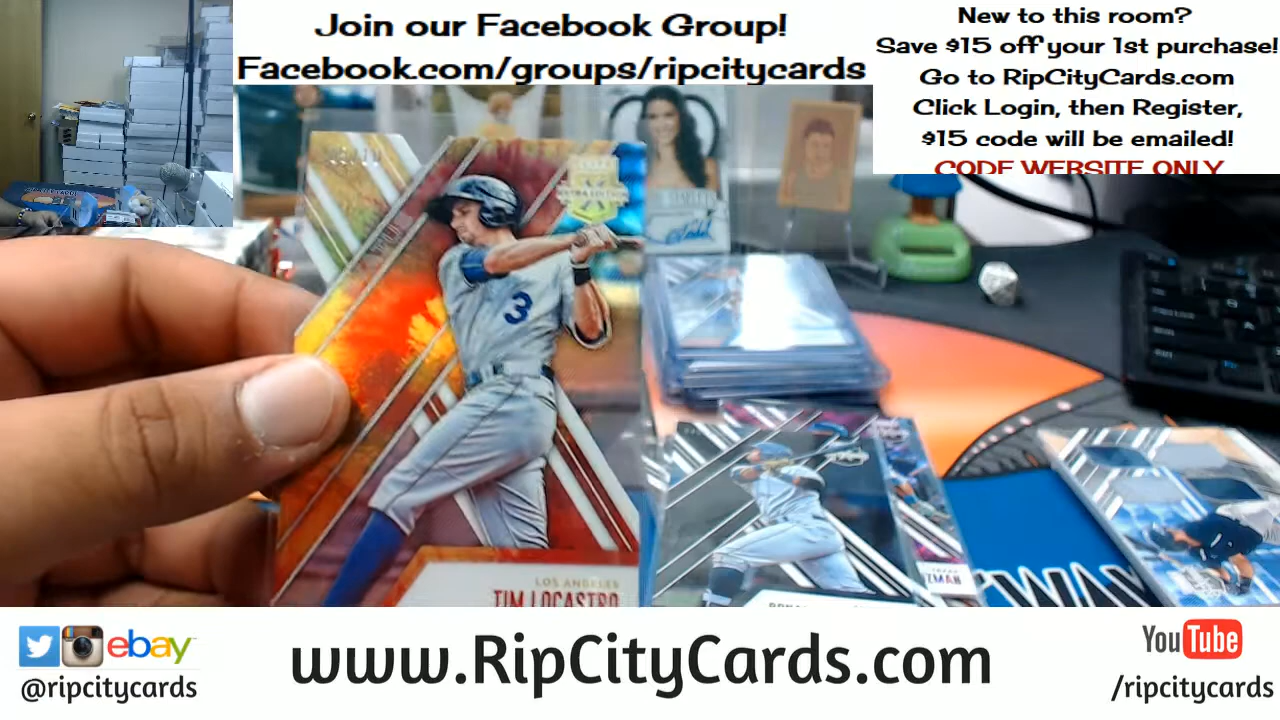 Join our Facebook Group!
Facebook.com/groups/ripcitycards
New to this room?
Save $15 off your 1st purchase!
Go to RipCityCards.com
Click Login, then Register,
$15 code will be emailed!
CODE WEBSITE ONLY
3
LOS ANGELES
TIM LOCASTRO
ZMAN
WAY
ebay
@ripcitycards
www.RipCityCards.com
YouTube
/ripcitycards